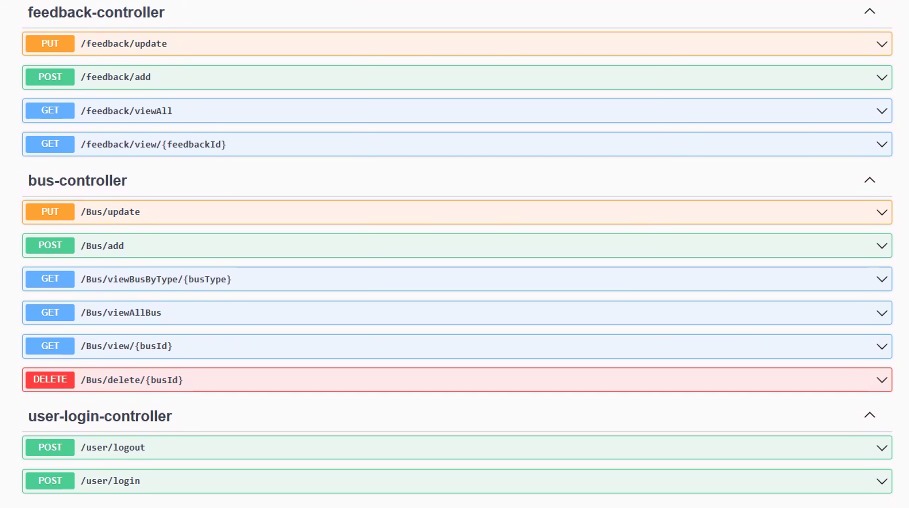 feedback-controller
PUT /feedback/update
POST /feedback/add
GET /feedback/viewAll
GET /feedback/view/{feedbackId}
bus-controller
PUT /Bus/update
POST /Bus/add
GET /Bus/viewBusByType/{busType}
GET /Bus/viewAllBus
GET /Bus/view/{busId}
DELETE /Bus/delete/{busId}
user-login-controller
POST /user/logout
POST /user/login